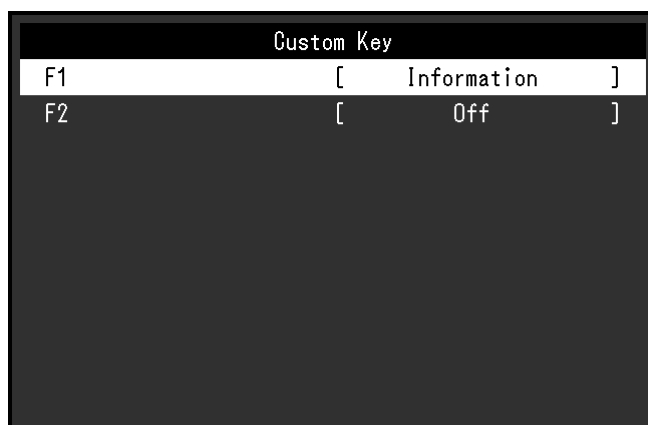 Custom Key
F1 [ Information ]
F2 [ Off ]